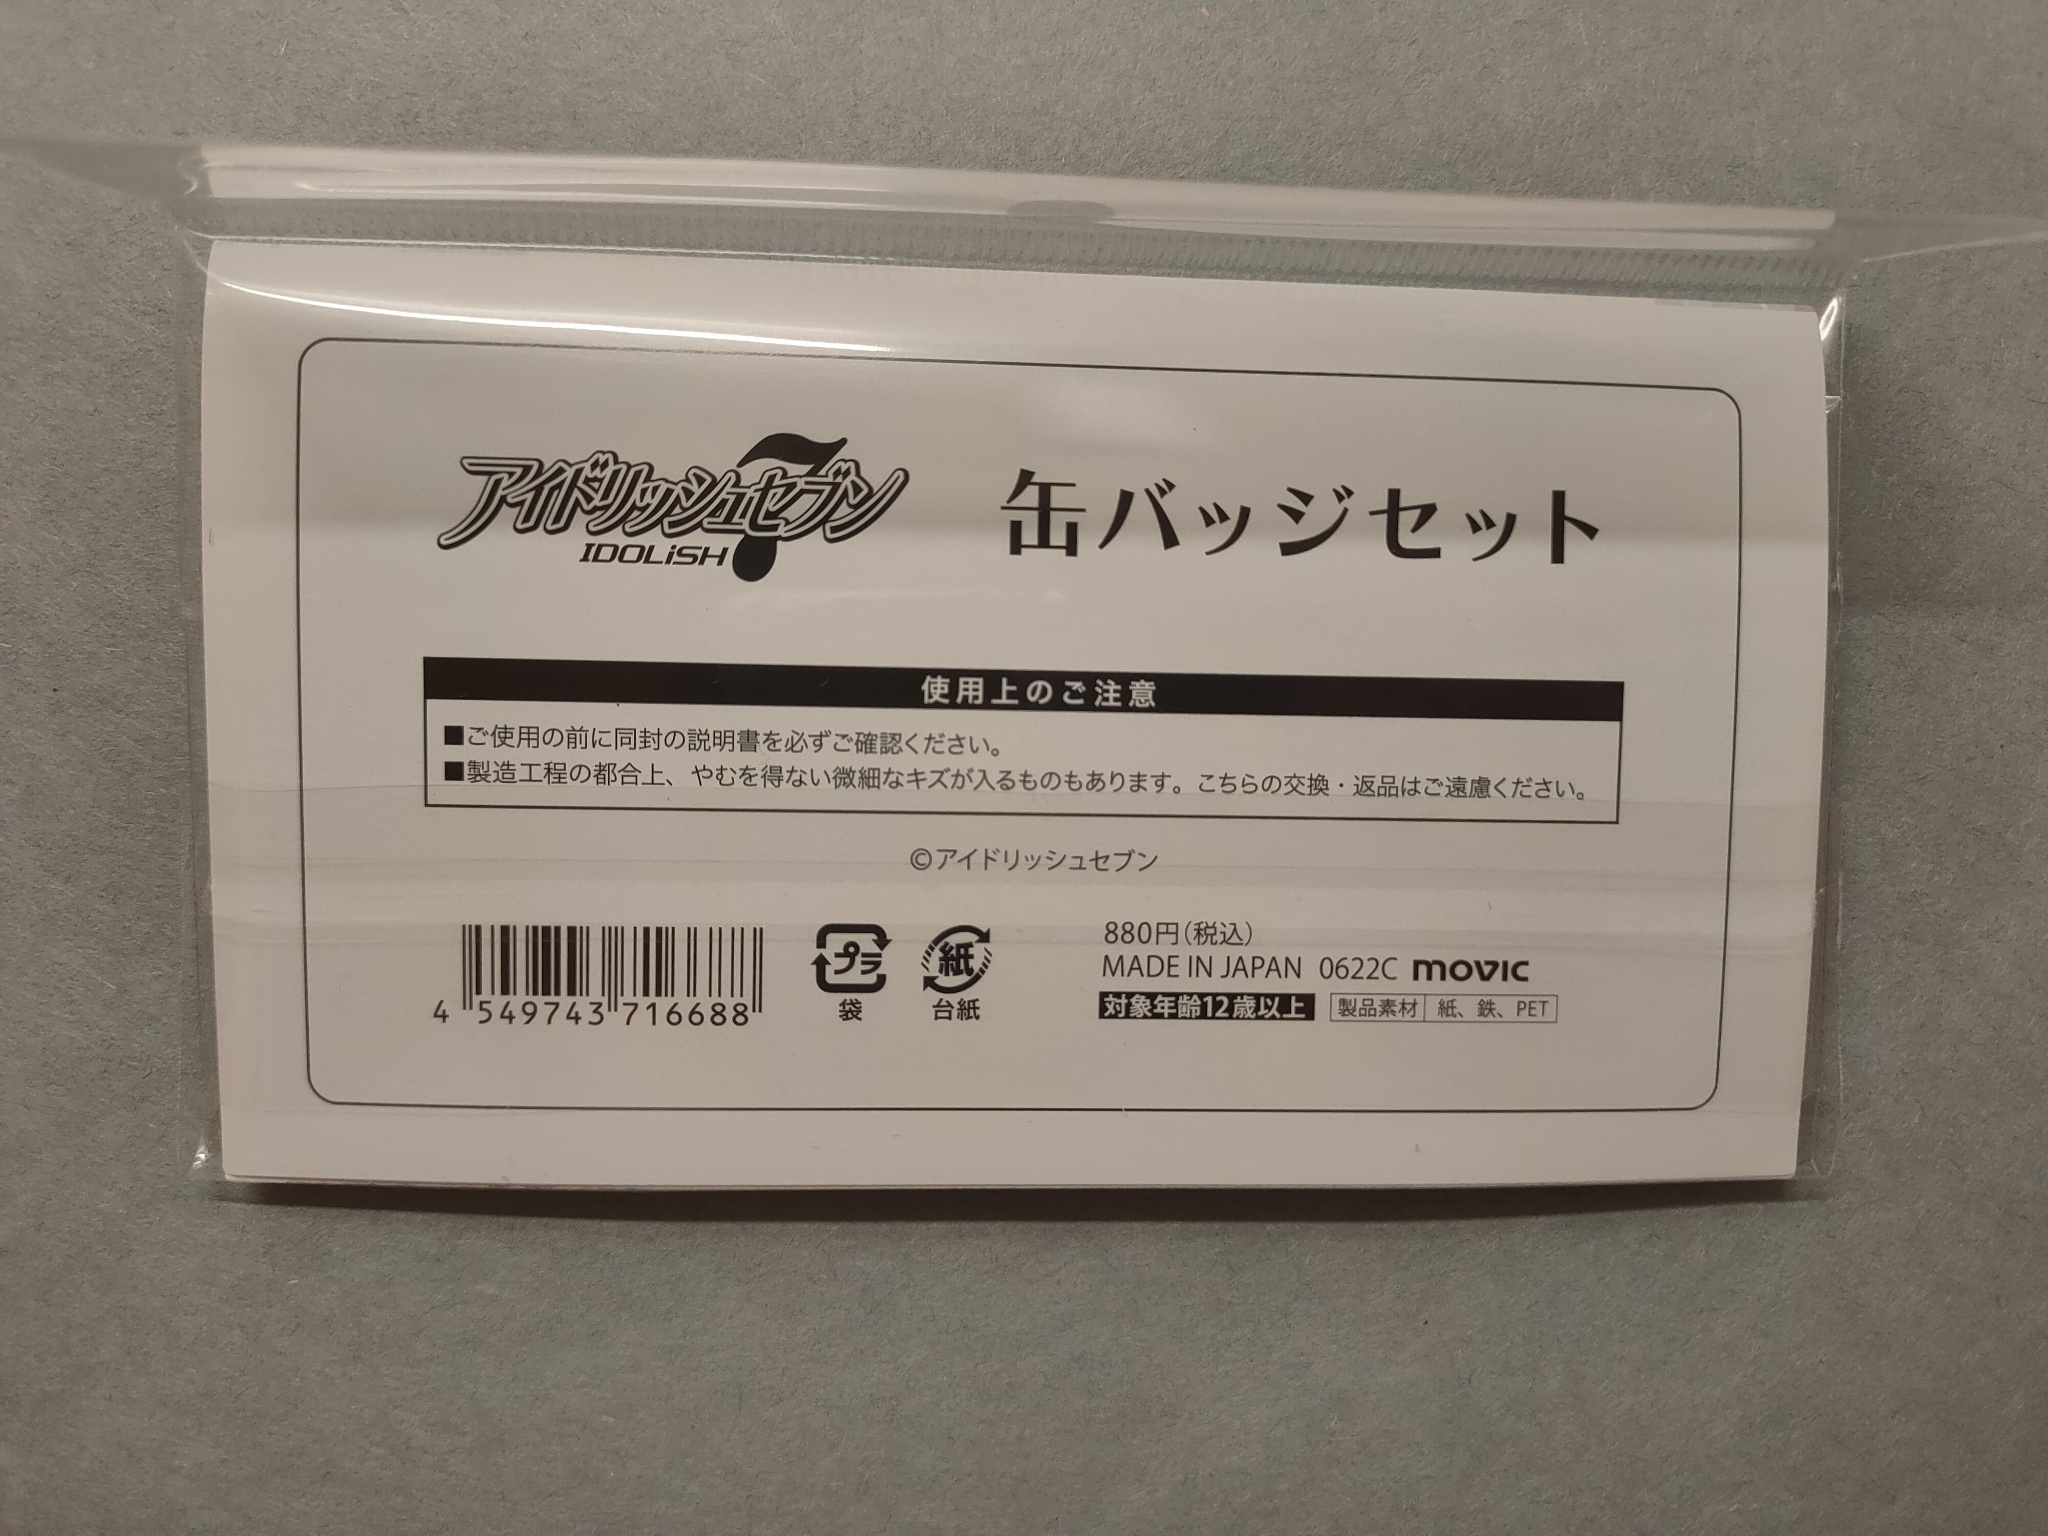 アイドリッシュセブン 缶バッジセット
IDOLiSH7
使用上のご注意
■ご使用の前に同封の説明書を必ずご確認ください。
■製造工程の都合上、やむを得ない微細なキズが入るものもあります。こちらの交換・返品はご遠慮ください。
©アイドリッシュセブン
4 549743 716688
プラ
袋
紙
台紙
880円(税込)
MADE IN JAPAN 0622C movic
対象年齢12歳以上 製品素材 紙、鉄、PET